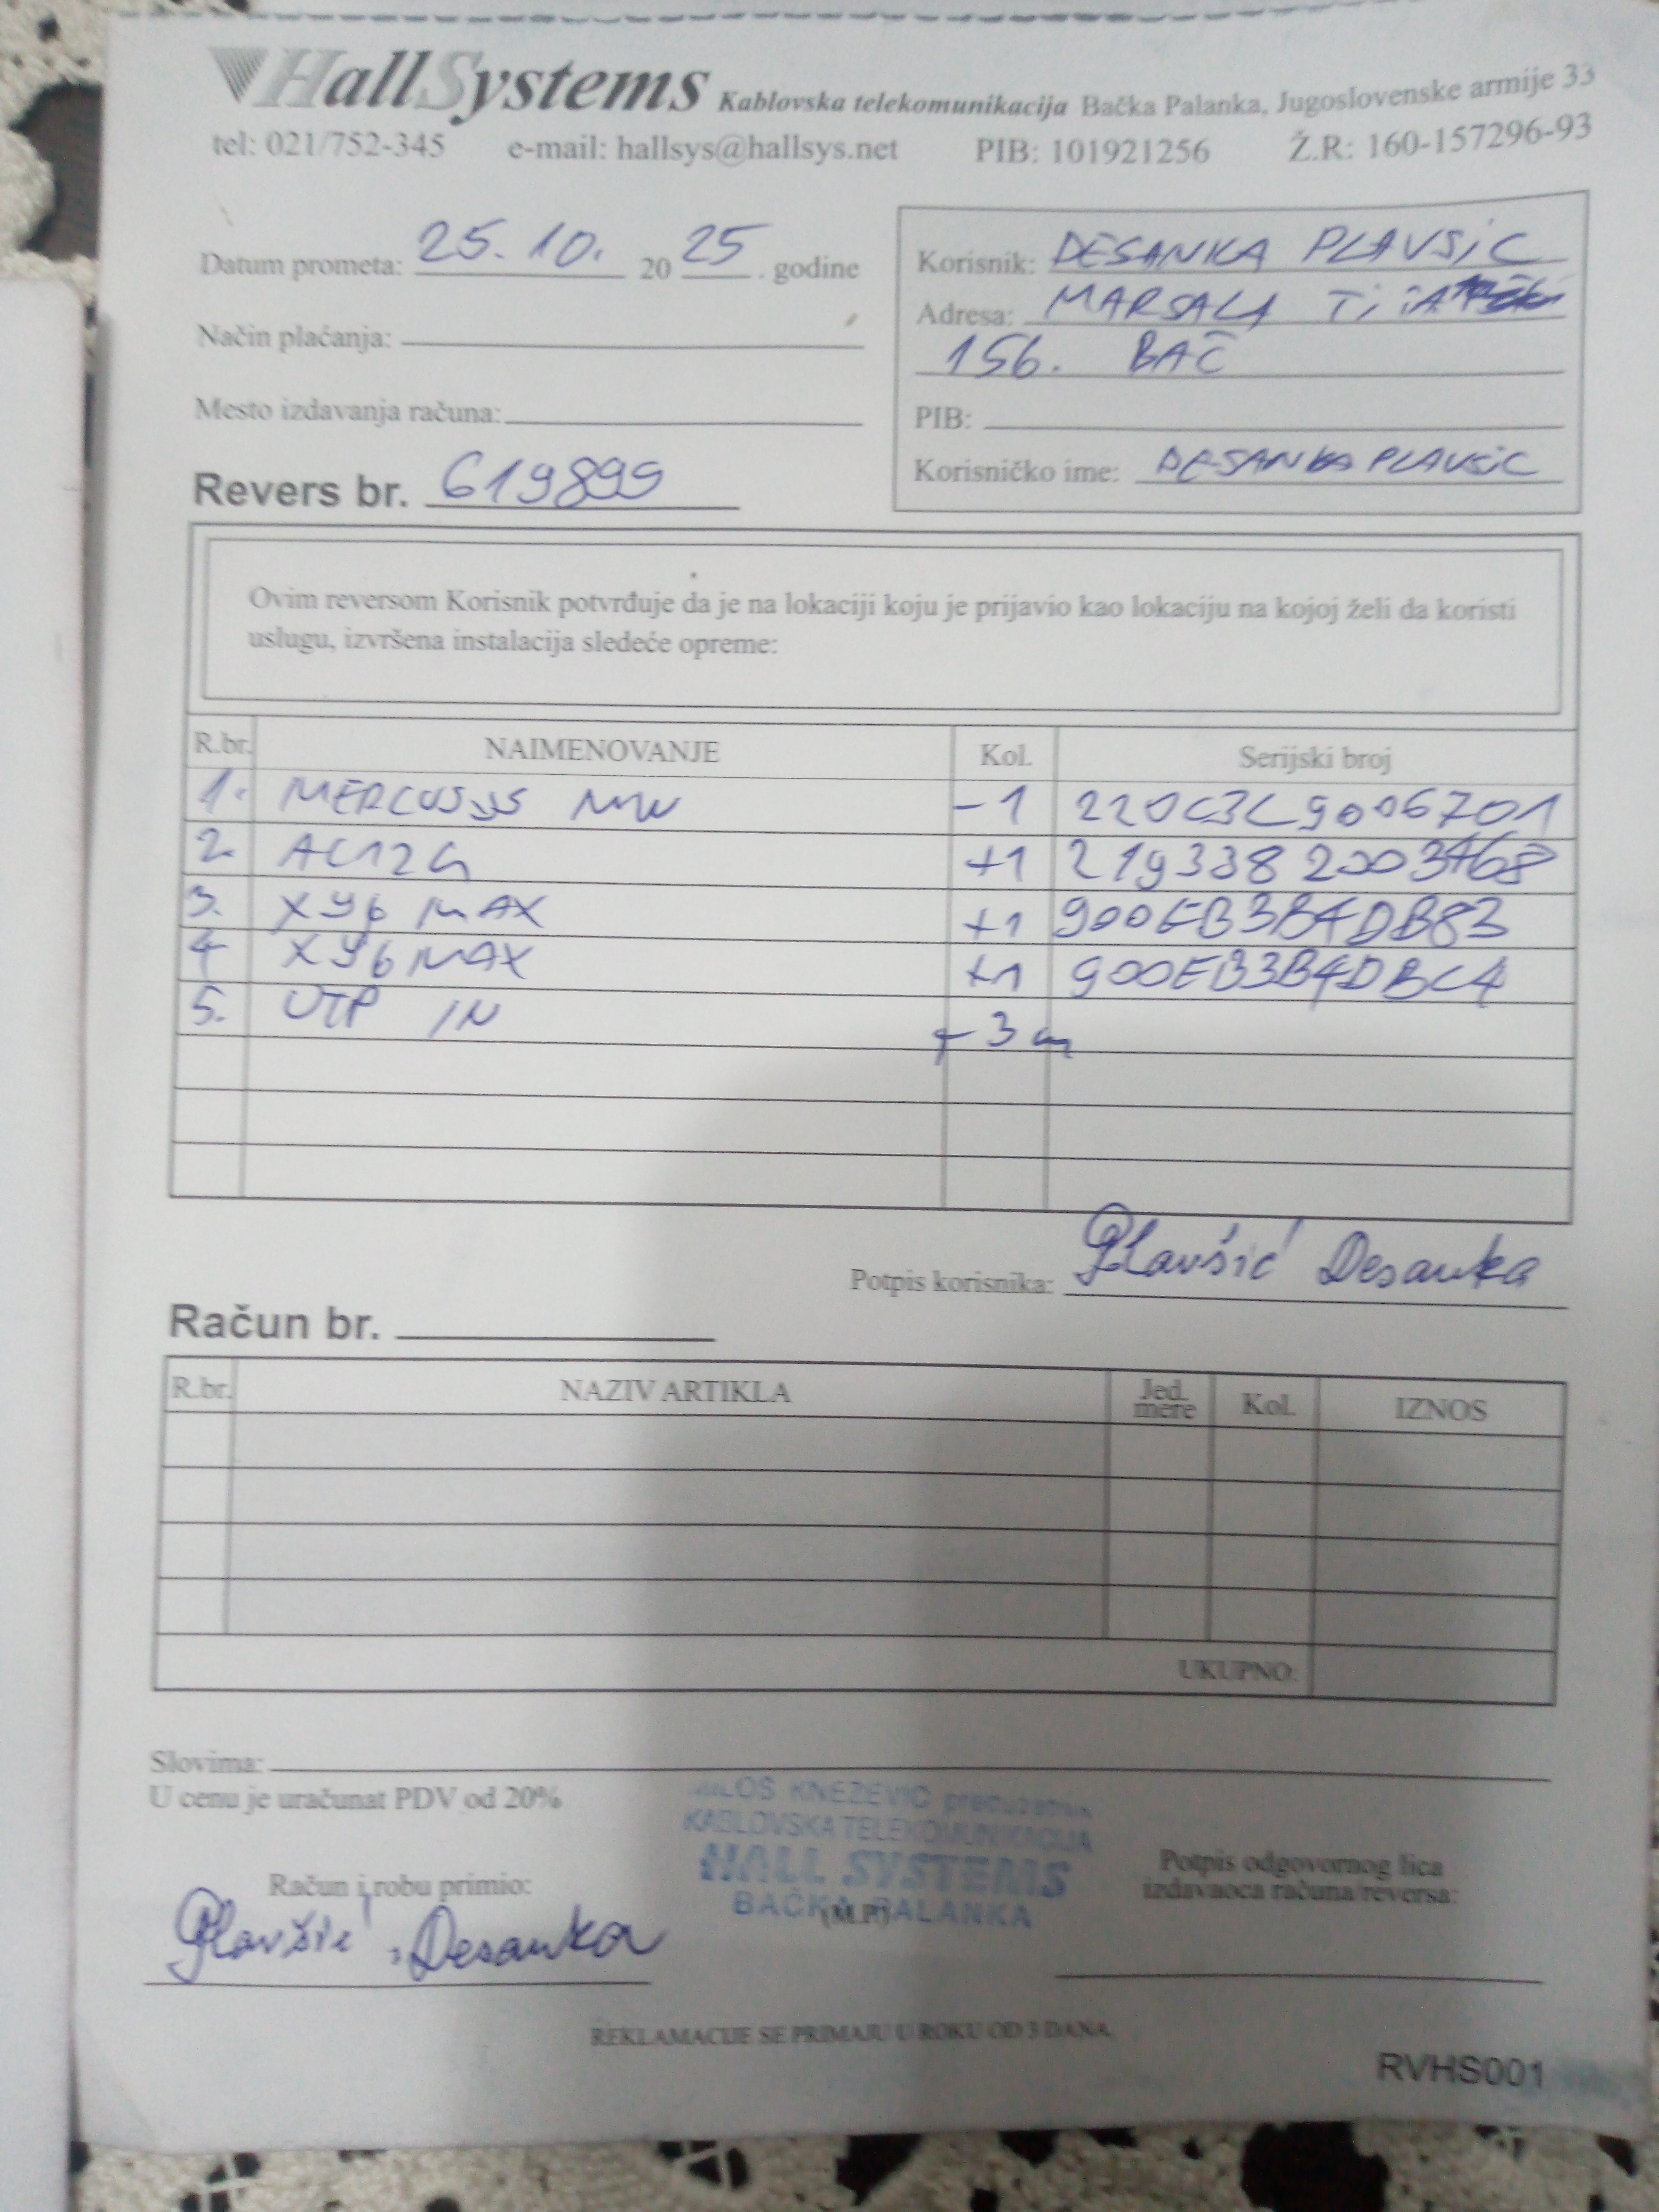 HallSystems Kablovska telekomunikacija Bačka Palanka, Jugoslovenske armije 33
tel: 021/752-345 e-mail: hallsys@hallsys.net PIB: 101921256 Ž.R: 160-157296-93
Datum prometa: 25. 10. 2025. godine
Način plaćanja:
Mesto izdavanja računa:
Revers br. 619899
Korisnik: DESANKA PLAVSIC
Adresa: MARSALA
156. BAČ
PIB:
Korisničko ime: DESANKAPLAVSIC
Ovim reversom Korisnik potvrđuje da je na lokaciji koju je prijavio kao lokaciju na kojoj želi da koristi
uslugu, izvršena instalacija sledeće opreme:
R.br. NAIMENOVANJE Kol. Serijski broj
1. MERCUSYS -1 220C3C9006701
2. AC12G +1
3. XY6 MAX +1 900EB3B4DB83
4 XY6 MAX +1 900EB3B4DBC4
5. UTP IN +3m
Potpis korisnika: Plavšić Desanka
Račun br.
R.br. NAZIV ARTIKLA Jed. mere Kol. IZNOS
UKUPNO:
Slovima:
U cenu je uračunat PDV od 20%
MILOŠ KNEŽEVIĆ preduzetnik
KABLOVSKA TELEKOMUNIKACIJA
HALL SYSTEMS
BAČKA PALANKA
(M.P.)
Račun i robu primio:
Plavšić Desanka
Potpis odgovornog lica
izdavaoca računa/reversa:
REKLAMACIJE SE PRIMAJU U ROKU OD 3 DANA
RVHS001